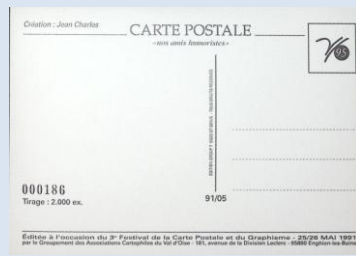 Création : Jean Charlos
CARTE POSTALE
«nos amis humoristes»
95
000186
Tirage : 2.000 ex.
91/05
Éditée à l'occasion du 3e Festival de la Carte Postale et du Graphisme - 25/26 MAI 1991
par le Groupement des Associations Cartophiles du Val d'Oise - 181, avenue de la Division Leclerc - 95880 Enghien-les-Bains